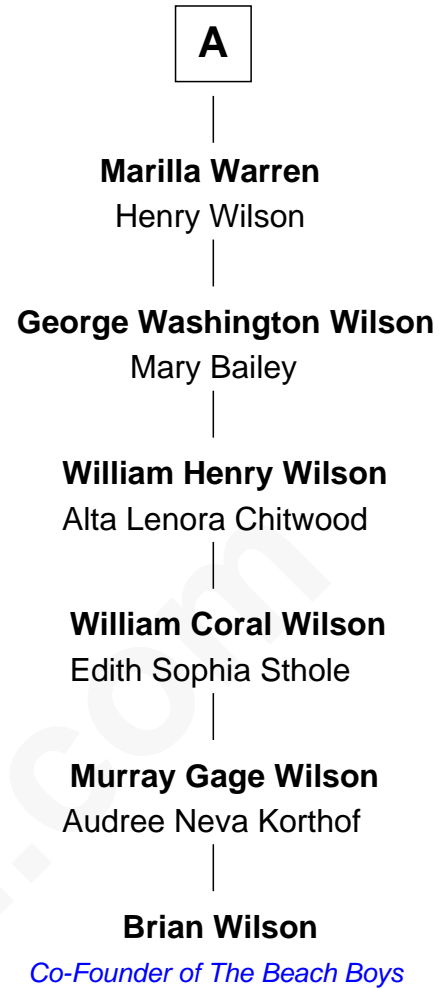 A
Marilla Warren
Henry Wilson
George Washington Wilson
Mary Bailey
William Henry Wilson
Alta Lenora Chitwood
William Coral Wilson
Edith Sophia Sthole
Murray Gage Wilson
Audree Neva Korthof
Brian Wilson
Co-Founder of The Beach Boys